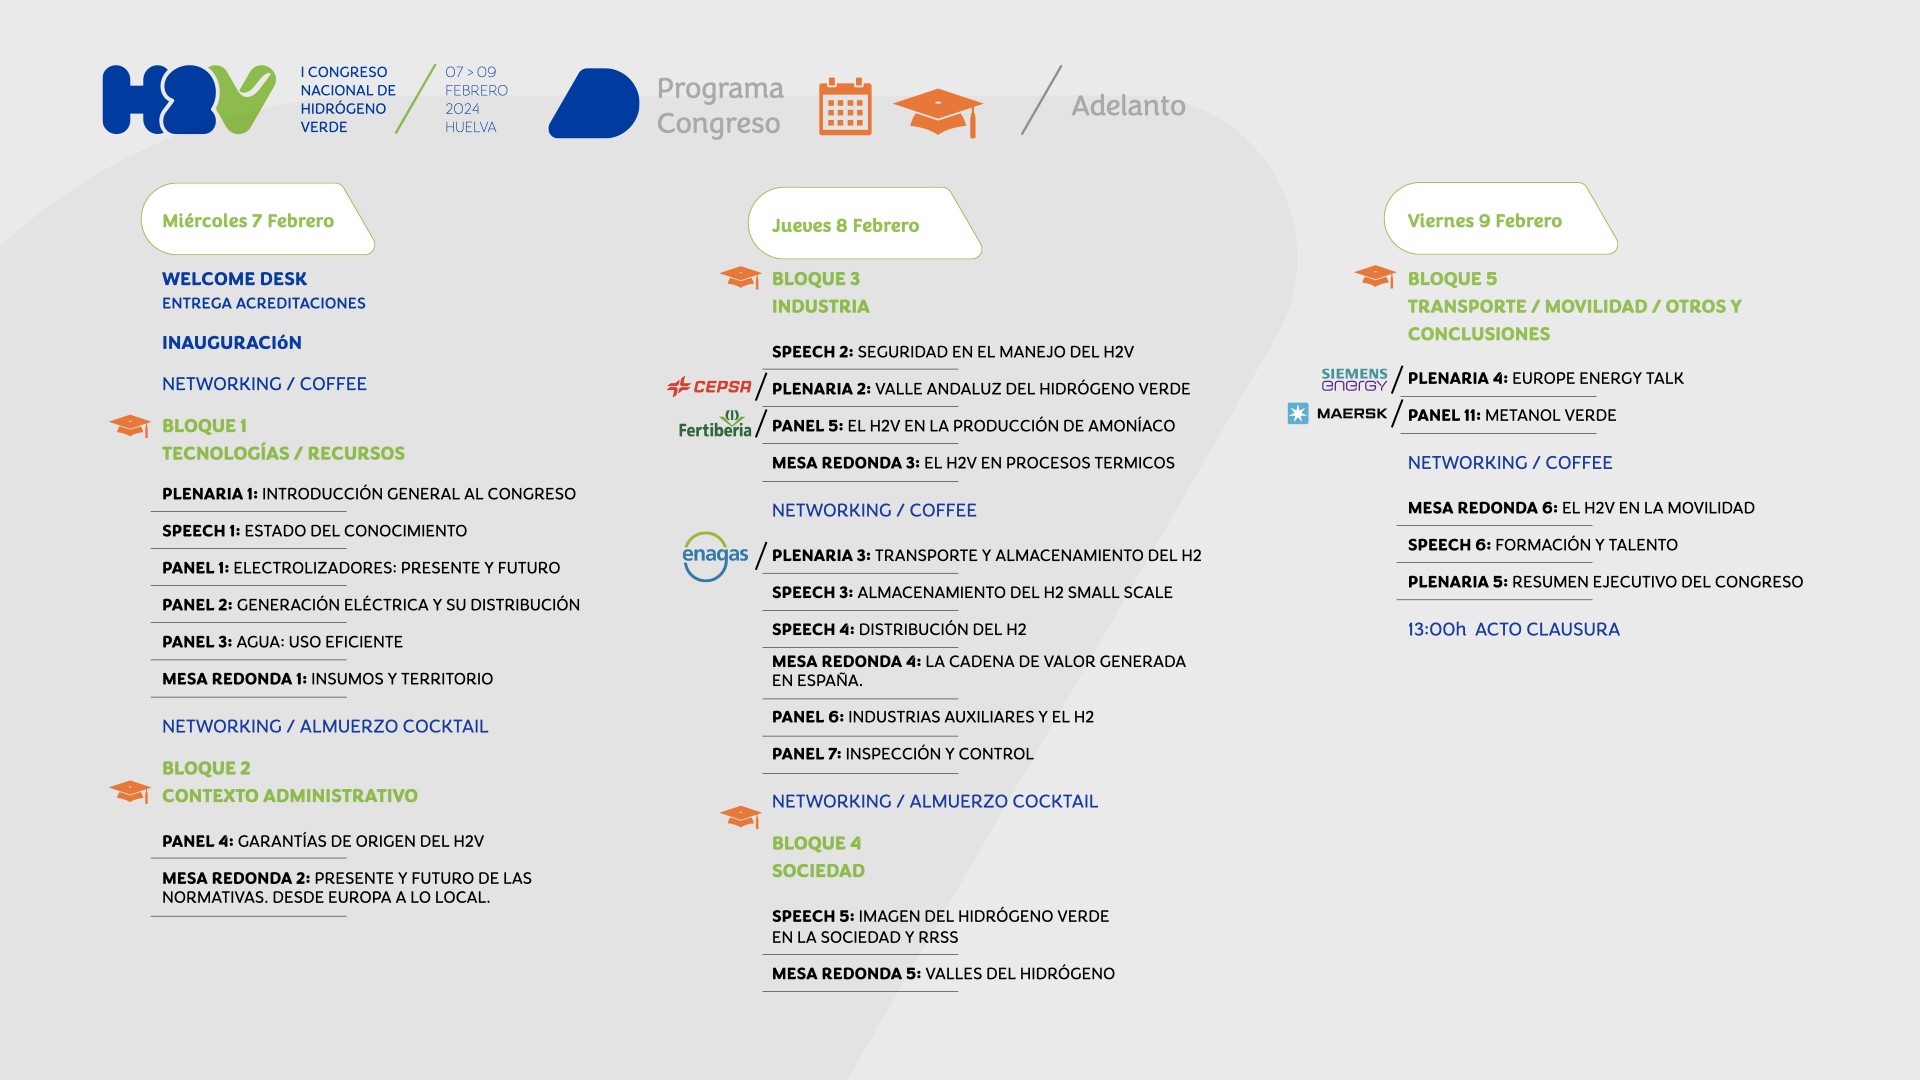 H2V
I CONGRESO
NACIONAL DE
HIDRÓGENO
VERDE
07 > 09
FEBRERO
2024
HUELVA
Programa
Congreso
Adelanto
Miércoles 7 Febrero
WELCOME DESK
ENTREGA ACREDITACIONES
INAUGURACIóN
NETWORKING / COFFEE
BLOQUE 1
TECNOLOGÍAS / RECURSOS
PLENARIA 1: INTRODUCCIÓN GENERAL AL CONGRESO
SPEECH 1: ESTADO DEL CONOCIMIENTO
PANEL 1: ELECTROLIZADORES: PRESENTE Y FUTURO
PANEL 2: GENERACIÓN ELÉCTRICA Y SU DISTRIBUCIÓN
PANEL 3: AGUA: USO EFICIENTE
MESA REDONDA 1: INSUMOS Y TERRITORIO
NETWORKING / ALMUERZO COCKTAIL
BLOQUE 2
CONTEXTO ADMINISTRATIVO
PANEL 4: GARANTÍAS DE ORIGEN DEL H2V
MESA REDONDA 2: PRESENTE Y FUTURO DE LAS
NORMATIVAS. DESDE EUROPA A LO LOCAL.
Jueves 8 Febrero
BLOQUE 3
INDUSTRIA
SPEECH 2: SEGURIDAD EN EL MANEJO DEL H2V
CEPSA / PLENARIA 2: VALLE ANDALUZ DEL HIDRÓGENO VERDE
Fertiberia / PANEL 5: EL H2V EN LA PRODUCCIÓN DE AMONÍACO
MESA REDONDA 3: EL H2V EN PROCESOS TERMICOS
NETWORKING / COFFEE
enagas / PLENARIA 3: TRANSPORTE Y ALMACENAMIENTO DEL H2
SPEECH 3: ALMACENAMIENTO DEL H2 SMALL SCALE
SPEECH 4: DISTRIBUCIÓN DEL H2
MESA REDONDA 4: LA CADENA DE VALOR GENERADA
EN ESPAÑA.
PANEL 6: INDUSTRIAS AUXILIARES Y EL H2
PANEL 7: INSPECCIÓN Y CONTROL
NETWORKING / ALMUERZO COCKTAIL
BLOQUE 4
SOCIEDAD
SPEECH 5: IMAGEN DEL HIDRÓGENO VERDE
EN LA SOCIEDAD Y RRSS
MESA REDONDA 5: VALLES DEL HIDRÓGENO
Viernes 9 Febrero
BLOQUE 5
TRANSPORTE / MOVILIDAD / OTROS Y
CONCLUSIONES
SIEMENS
energy / PLENARIA 4: EUROPE ENERGY TALK
MAERSK / PANEL 11: METANOL VERDE
NETWORKING / COFFEE
MESA REDONDA 6: EL H2V EN LA MOVILIDAD
SPEECH 6: FORMACIÓN Y TALENTO
PLENARIA 5: RESUMEN EJECUTIVO DEL CONGRESO
13:00h ACTO CLAUSURA